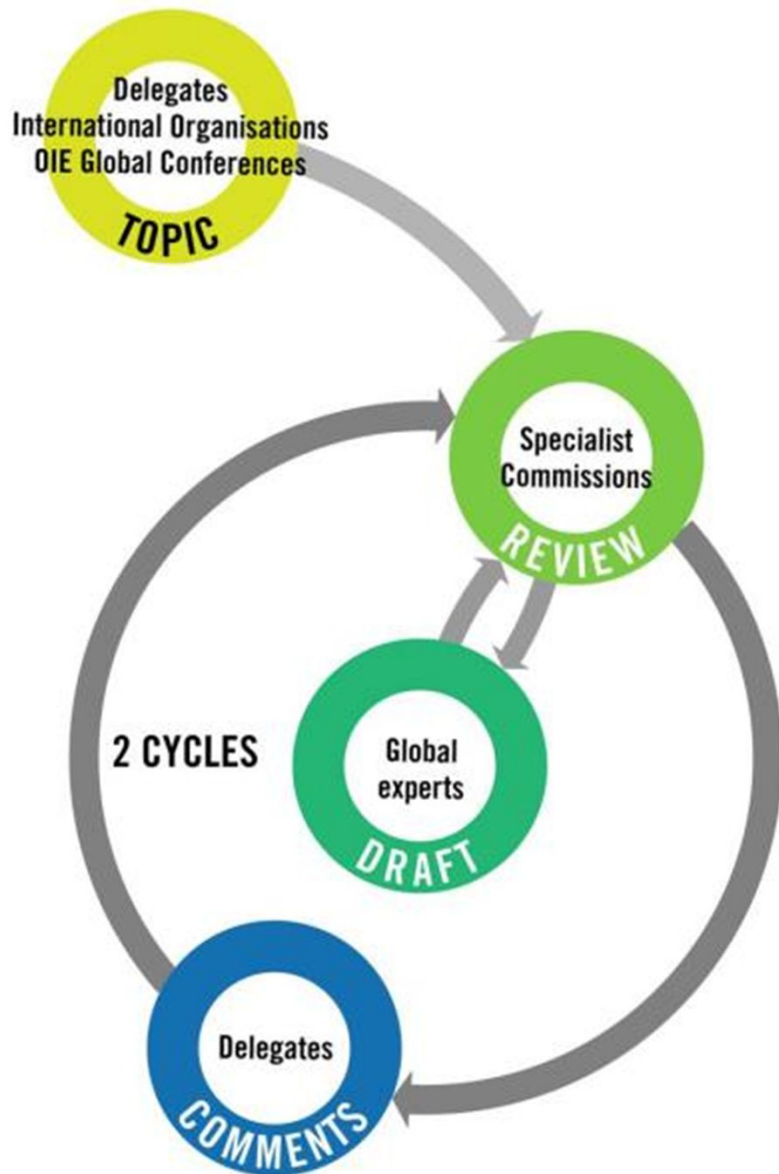 Delegates
International Organisations
OIE Global Conferences
TOPIC
Specialist
Commissions
REVIEW
2 CYCLES
Global
experts
DRAFT
Delegates
COMMENTS